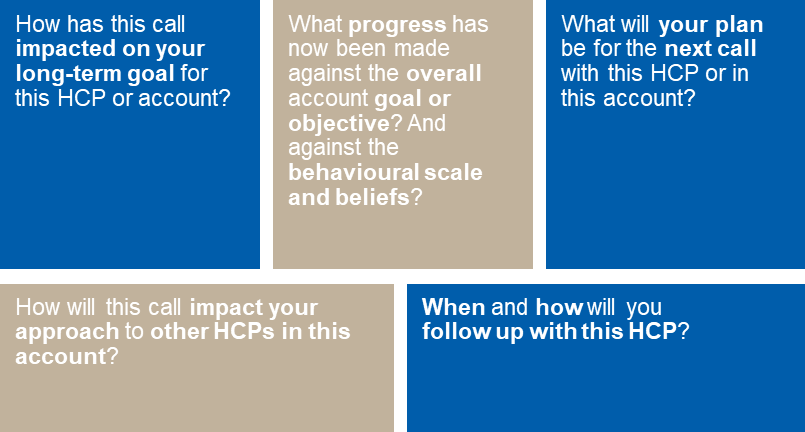 How has this call
impacted on your
long-term goal for
this HCP or account?
What progress has
now been made
against the overall
account goal or
objective? And
against the
behavioural scale
and beliefs?
What will your plan
be for the next call
with this HCP or in
this account?
How will this call impact your
approach to other HCPs in this
account?
When and how will you
follow up with this HCP?